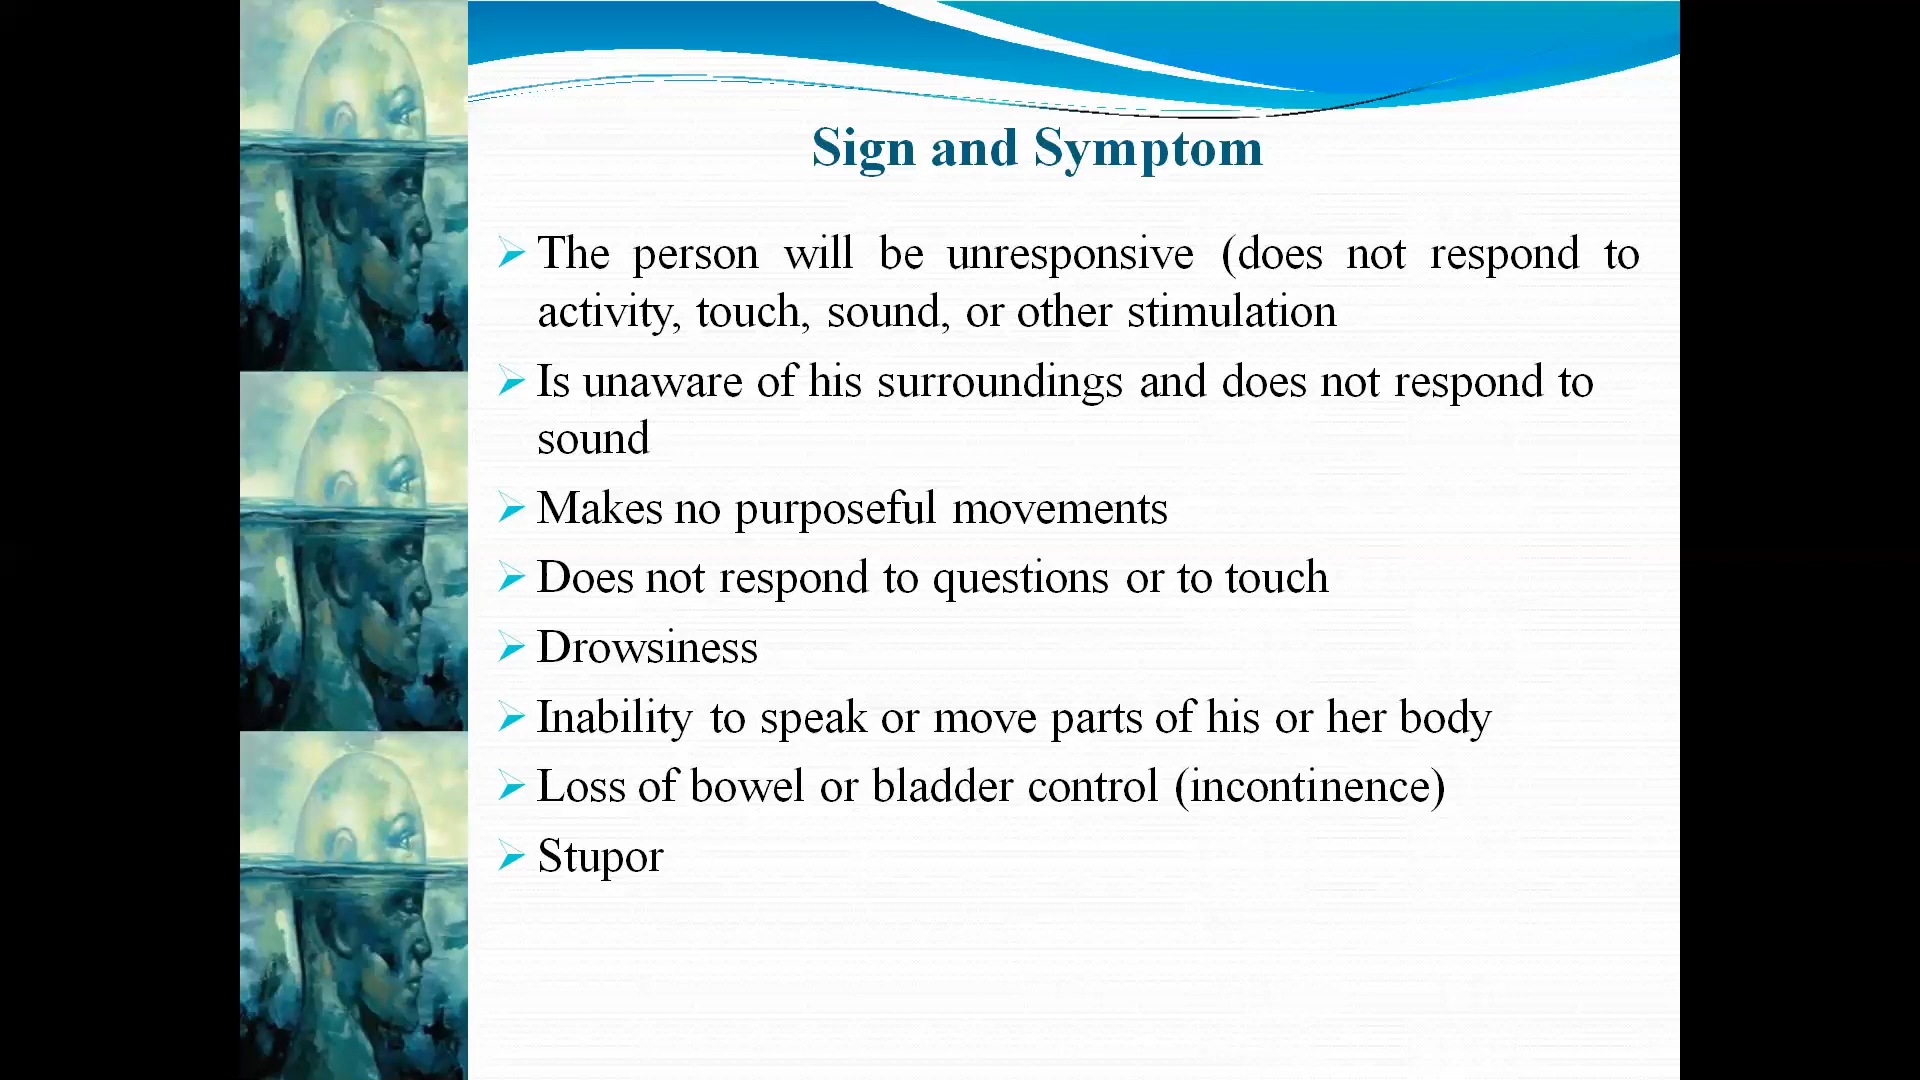 Sign and Symptom
The person will be unresponsive (does not respond to
activity, touch, sound, or other stimulation
Is unaware of his surroundings and does not respond to
sound
Makes no purposeful movements
Does not respond to questions or to touch
Drowsiness
Inability to speak or move parts of his or her body
Loss of bowel or bladder control (incontinence)
Stupor